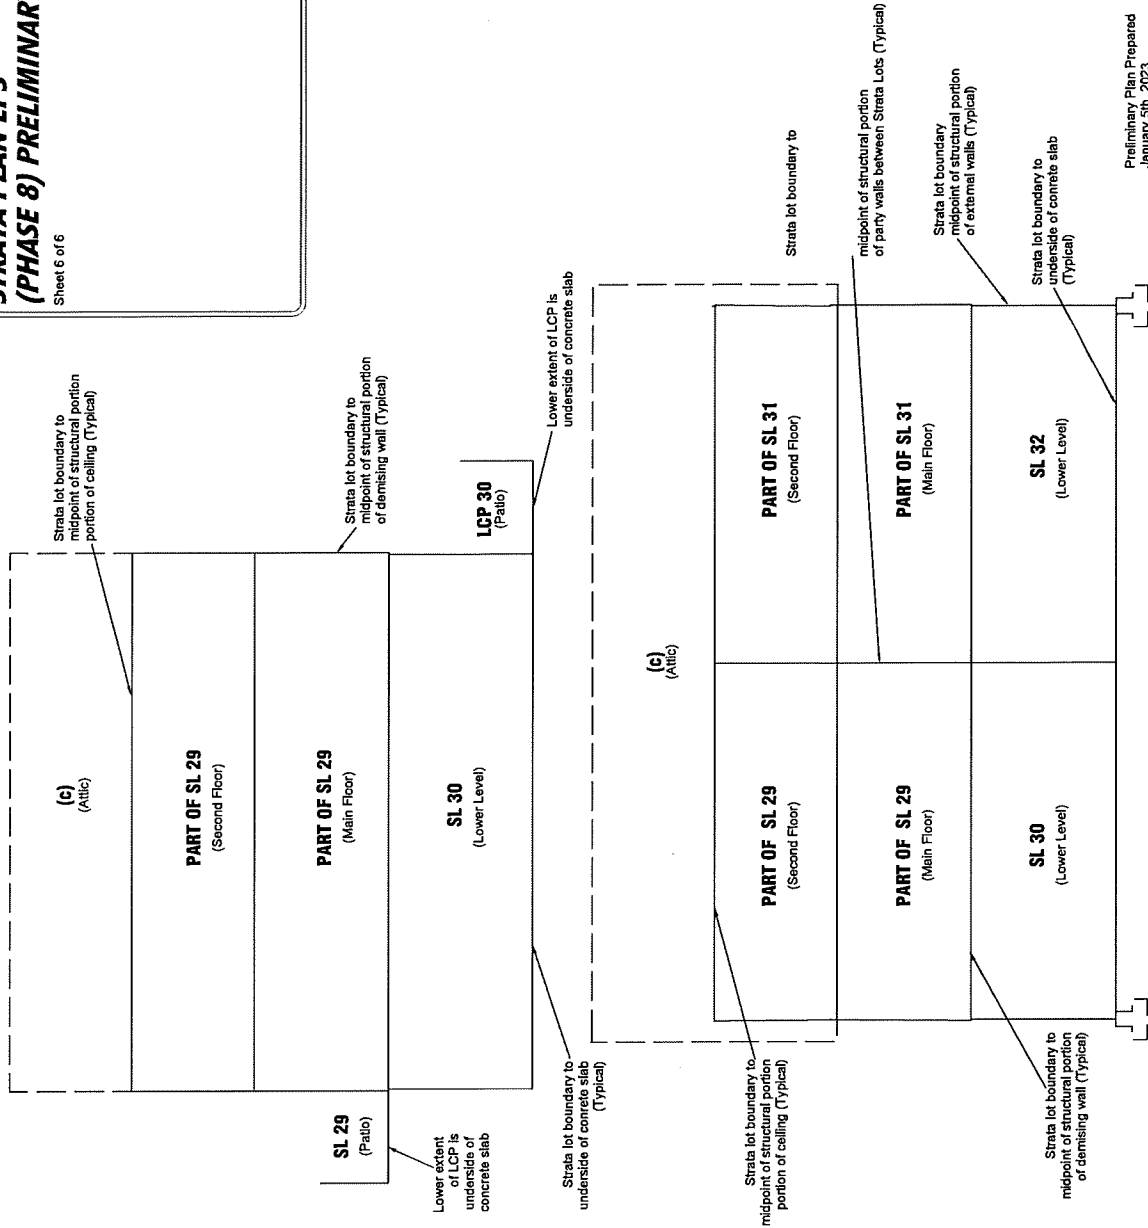 (PHASE 8) PRELIMINAR
Sheet 6 of 6
Strata lot boundary to
midpoint of structural portion
portion of ceiling (Typical)
(c)
(Attic)
PART OF SL 29
(Second Floor)
Strata lot boundary to
midpoint of structural portion
of demising wall (Typical)
PART OF SL 29
(Main Floor)
SL 29
(Patio)
LCP 30
(Patio)
SL 30
(Lower Level)
Lower extent
of LCP is
underside of
concrete slab
Lower extent of LCP is
underside of concrete slab
Strata lot boundary to
underside of conrete slab
(Typical)
(c)
(Attic)
Strata lot boundary to
midpoint of structural portion
portion of ceiling (Typical)
PART OF SL 29
(Second Floor)
PART OF SL 31
(Second Floor)
Strata lot boundary to
midpoint of structural portion
of party walls between Strata Lots (Typical)
PART OF SL 29
(Main Floor)
PART OF SL 31
(Main Floor)
Strata lot boundary
midpoint of structural portion
of external walls (Typical)
SL 30
(Lower Level)
SL 32
(Lower Level)
Strata lot boundary to
underside of conrete slab
(Typical)
Strata lot boundary to
midpoint of structural portion
of demising wall (Typical)
Preliminary Plan Prepared
January 5th, 2023